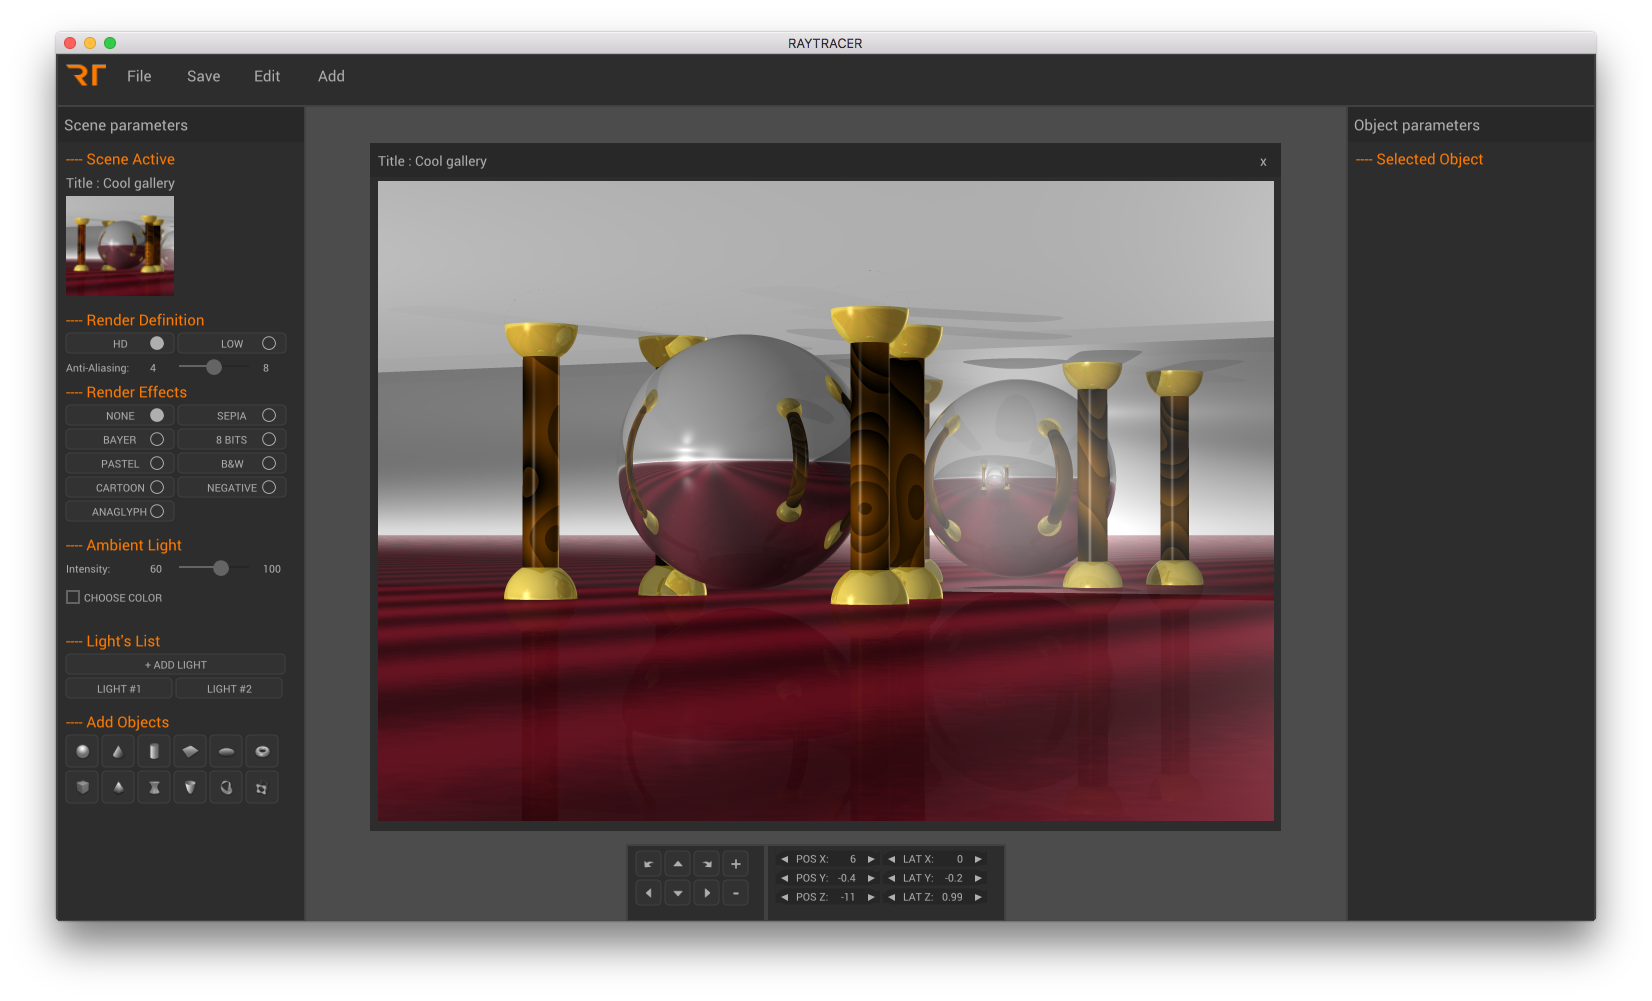 RAYTRACER
RT File Save Edit Add
Scene parameters
---- Scene Active
Title : Cool gallery
---- Render Definition
HD LOW
Anti-Aliasing: 4 8
---- Render Effects
NONE SEPIA
BAYER 8 BITS
PASTEL B&W
CARTOON NEGATIVE
ANAGLYPH
---- Ambient Light
Intensity: 60 100
CHOOSE COLOR
---- Light's List
+ ADD LIGHT
LIGHT #1 LIGHT #2
---- Add Objects
Title : Cool gallery x
+
-
POS X: 6 LAT X: 0
POS Y: -0.4 LAT Y: -0.2
POS Z: -11 LAT Z: 0.99
Object parameters
---- Selected Object